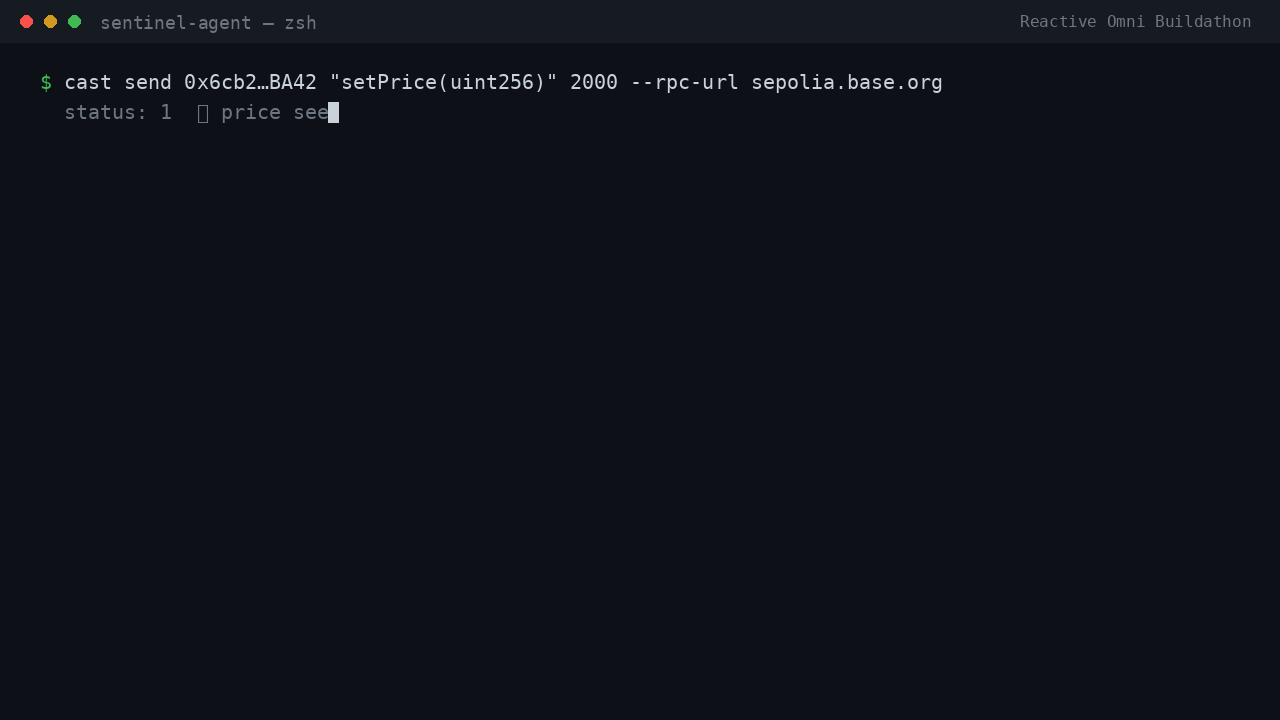 sentinel-agent — zsh
Reactive Omni Buildathon
$ cast send 0x6cb2…BA42 "setPrice(uint256)" 2000 --rpc-url sepolia.base.org
status: 1 price see